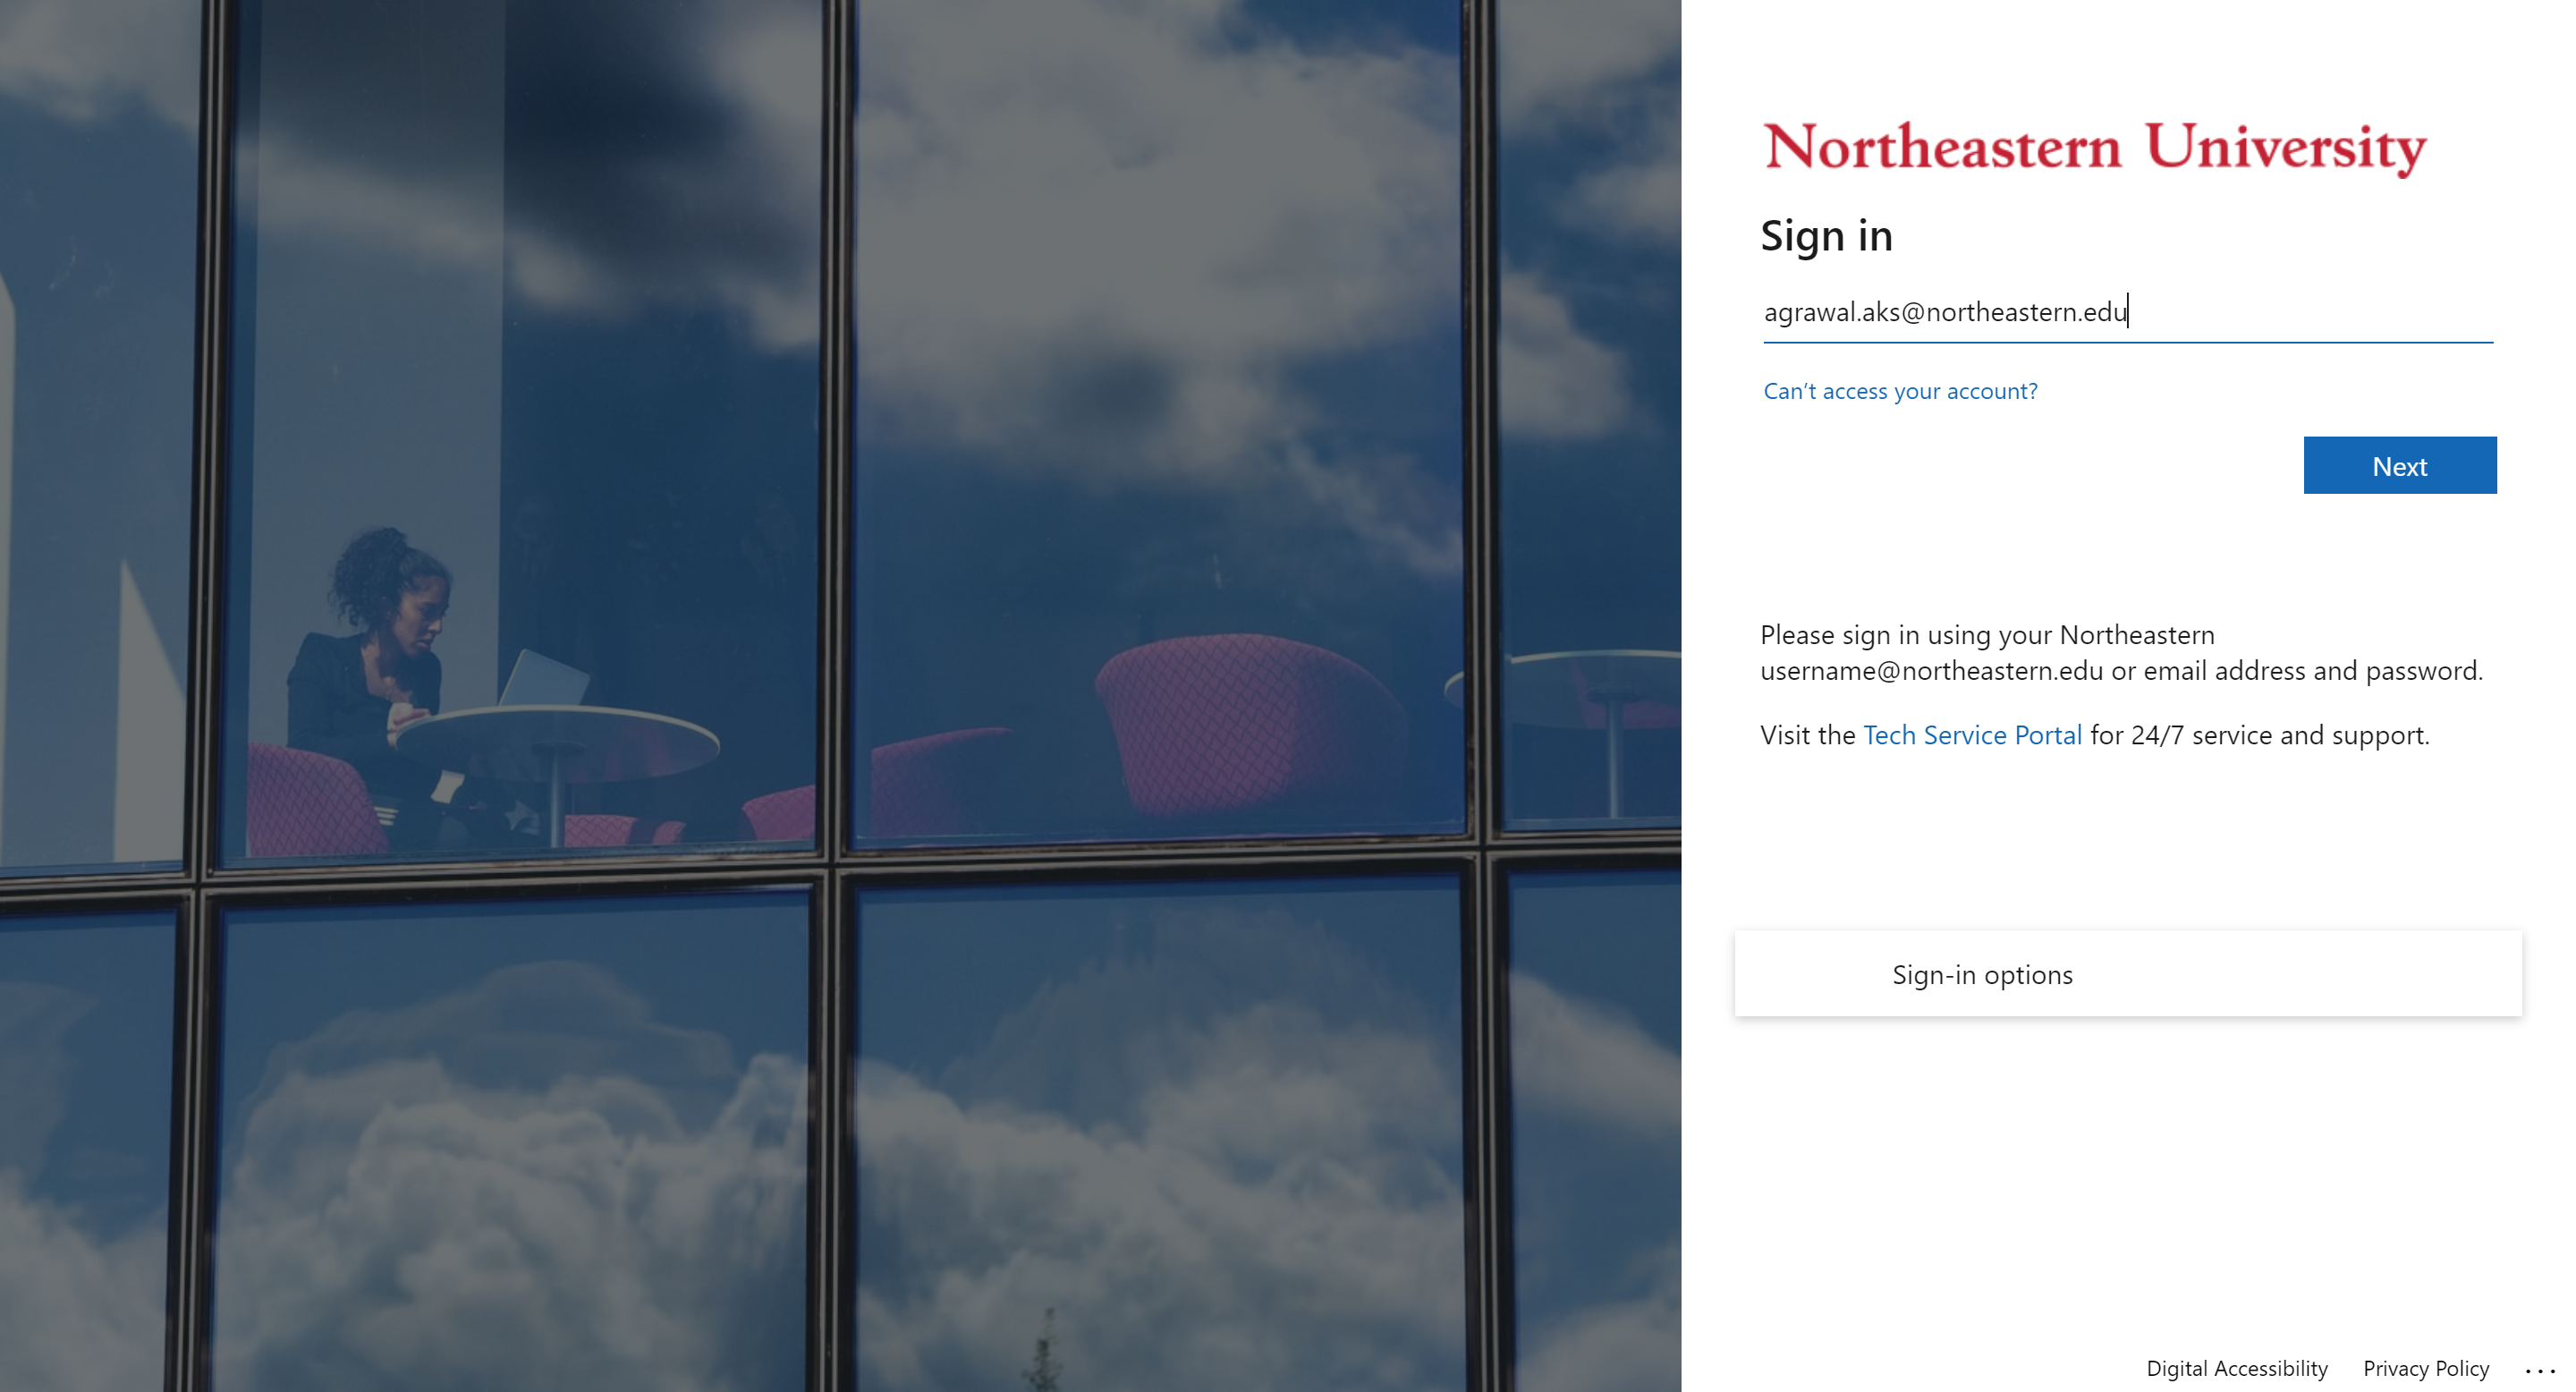 Northeastern University
Sign in
agrawal.aks@northeastern.edu
Can't access your account?
Next
Please sign in using your Northeastern
username@northeastern.edu or email address and password.
Visit the Tech Service Portal for 24/7 service and support.
Sign-in options
Digital Accessibility Privacy Policy ...